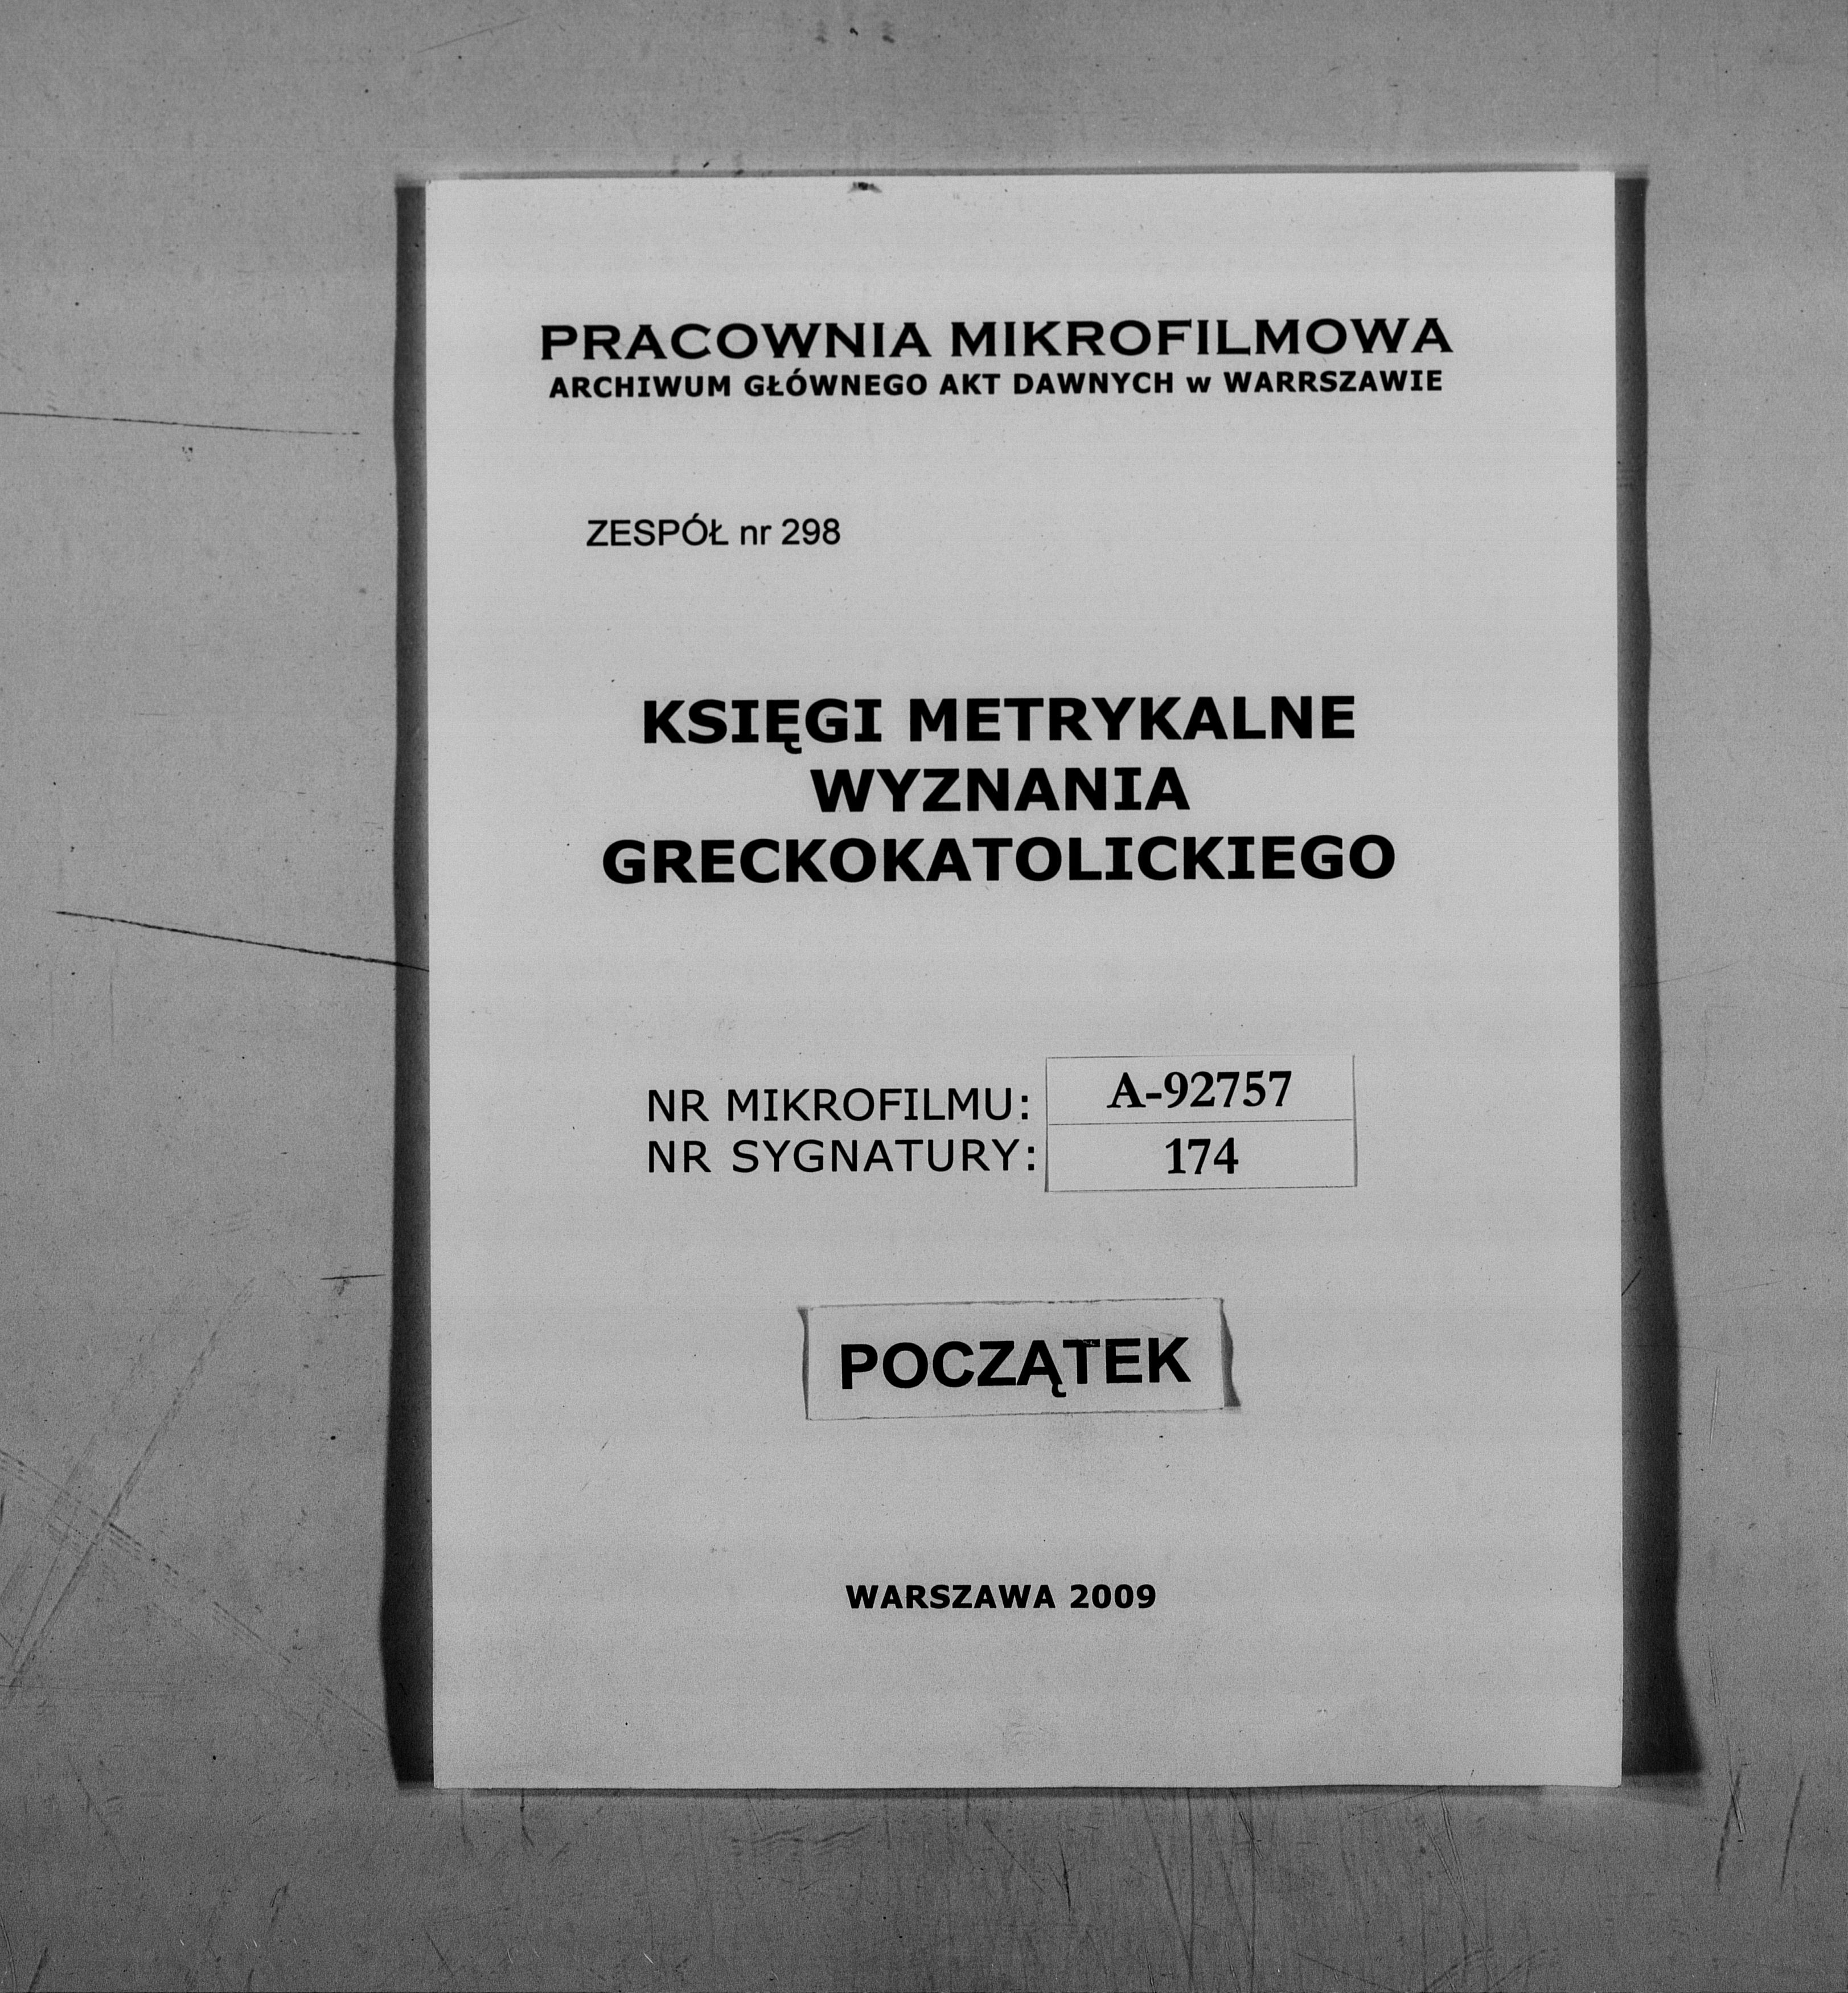 PRACOWNIA MIKROFILMOWA
ARCHIWUM GŁÓWNEGO AKT DAWNYCH w WARRSZAWIE
ZESPÓŁ nr 298
KSIĘGI METRYKALNE
WYZNANIA
GRECKOKATOLICKIEGO
NR MIKROFILMU: A-92757
NR SYGNATURY: 174
POCZĄTEK
WARSZAWA 2009